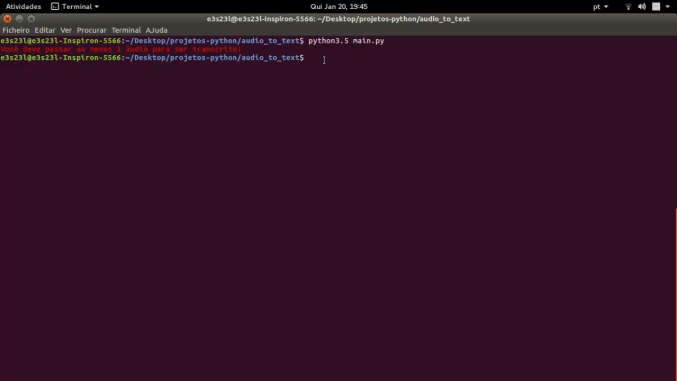 Atividades Terminal Qui Jan 20, 19:45 pt
e3s23l@e3s23l-Inspiron-5566: ~/Desktop/projetos-python/audio_to_text
Ficheiro Editar Ver Procurar Terminal AJuda
e3s23l@e3s23l-Inspiron-5566:~/Desktop/projetos-python/audio_to_text$ python3.5 main.py
Você deve passar ao menos 1 áudio para ser transcrito!
e3s23l@e3s23l-Inspiron-5566:~/Desktop/projetos-python/audio_to_text$